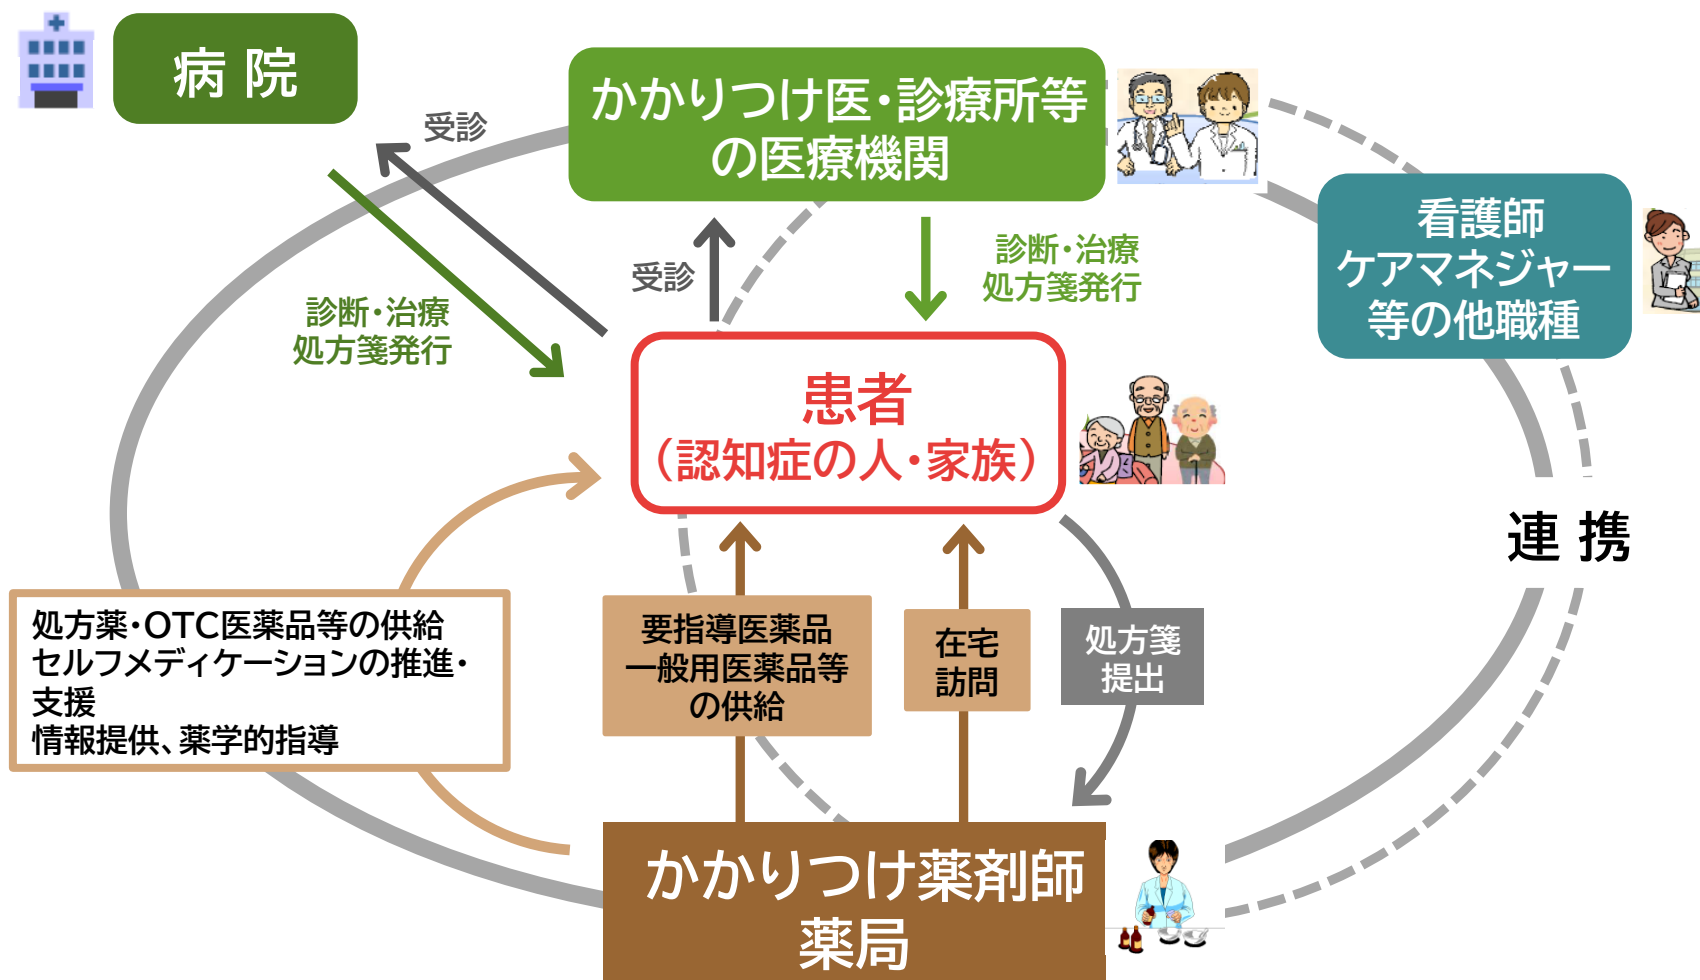 病 院
かかりつけ医・診療所等
の医療機関
受診
看護師
ケアマネジャー
等の他職種
受診
診断・治療
処方箋発行
診断・治療
処方箋発行
患者
（認知症の人・家族）
連 携
処方薬・OTC医薬品等の供給
セルフメディケーションの推進・
支援
情報提供、薬学的指導
要指導医薬品
一般用医薬品等
の供給
在宅
訪問
処方箋
提出
かかりつけ薬剤師
薬局